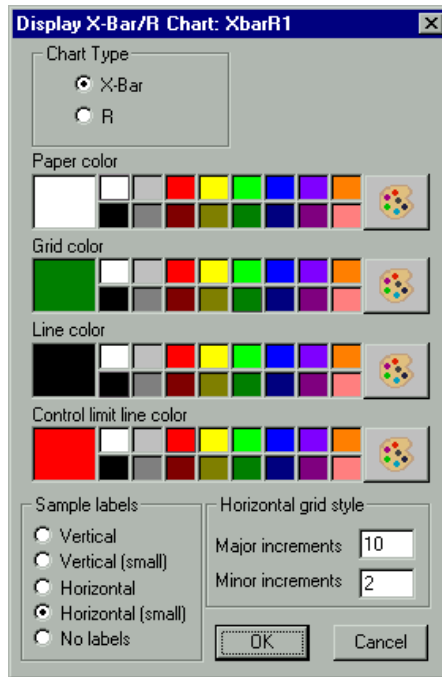 Display X-Bar/R Chart: XbarR1
Chart Type
X-Bar
R
Paper color
Grid color
Line color
Control limit line color
Sample labels
Vertical
Vertical (small)
Horizontal
Horizontal (small)
No labels
Horizontal grid style
Major increments 10
Minor increments 2
OK
Cancel